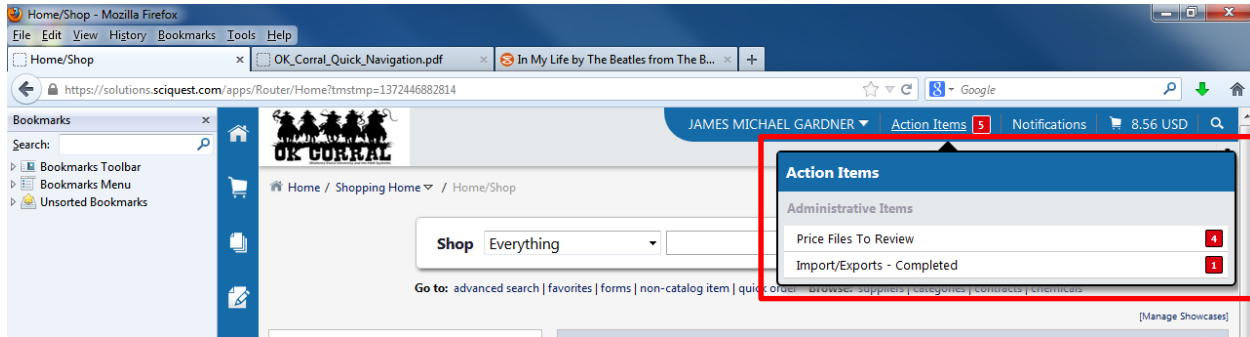 Home/Shop - Mozilla Firefox
File Edit View History Bookmarks Tools Help
Home/Shop
OK_Corral_Quick_Navigation.pdf
In My Life by The Beatles from The B...
https://solutions.sciquest.com/apps/Router/Home?tmstmp=1372446882814
Google
Bookmarks
Search:
Bookmarks Toolbar
Bookmarks Menu
Unsorted Bookmarks
OK CORRAL
JAMES MICHAEL GARDNER
Action Items 5
Notifications
8.56 USD
Home / Shopping Home / Home/Shop
Action Items
Administrative Items
Price Files To Review 4
Import/Exports - Completed 1
Shop Everything
Go to: advanced search | favorites | forms | non-catalog item | quick order Browse: suppliers | categories | contracts | chemicals
[Manage Showcases]